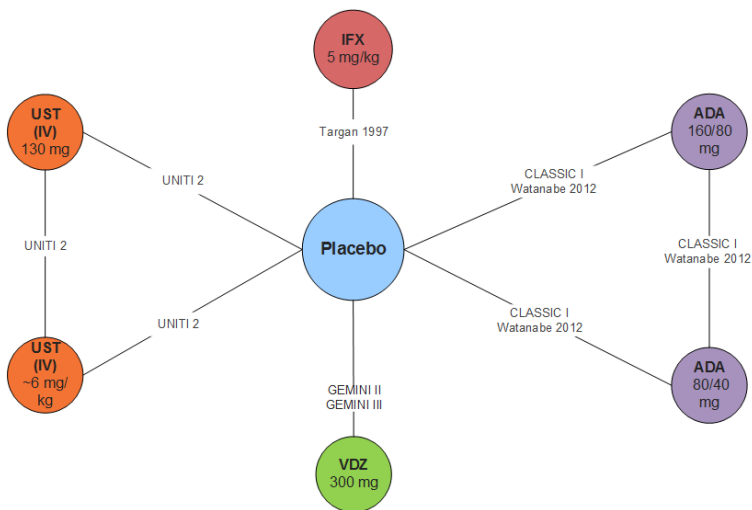 IFX
5 mg/kg
UST
(IV)
130 mg
ADA
160/80
mg
Targan 1997
UNITI 2
CLASSIC I
Watanabe 2012
UNITI 2
Placebo
CLASSIC I
Watanabe 2012
UNITI 2
CLASSIC I
Watanabe 2012
UST
(IV)
~6 mg/
kg
ADA
80/40
mg
GEMINI II
GEMINI III
VDZ
300 mg